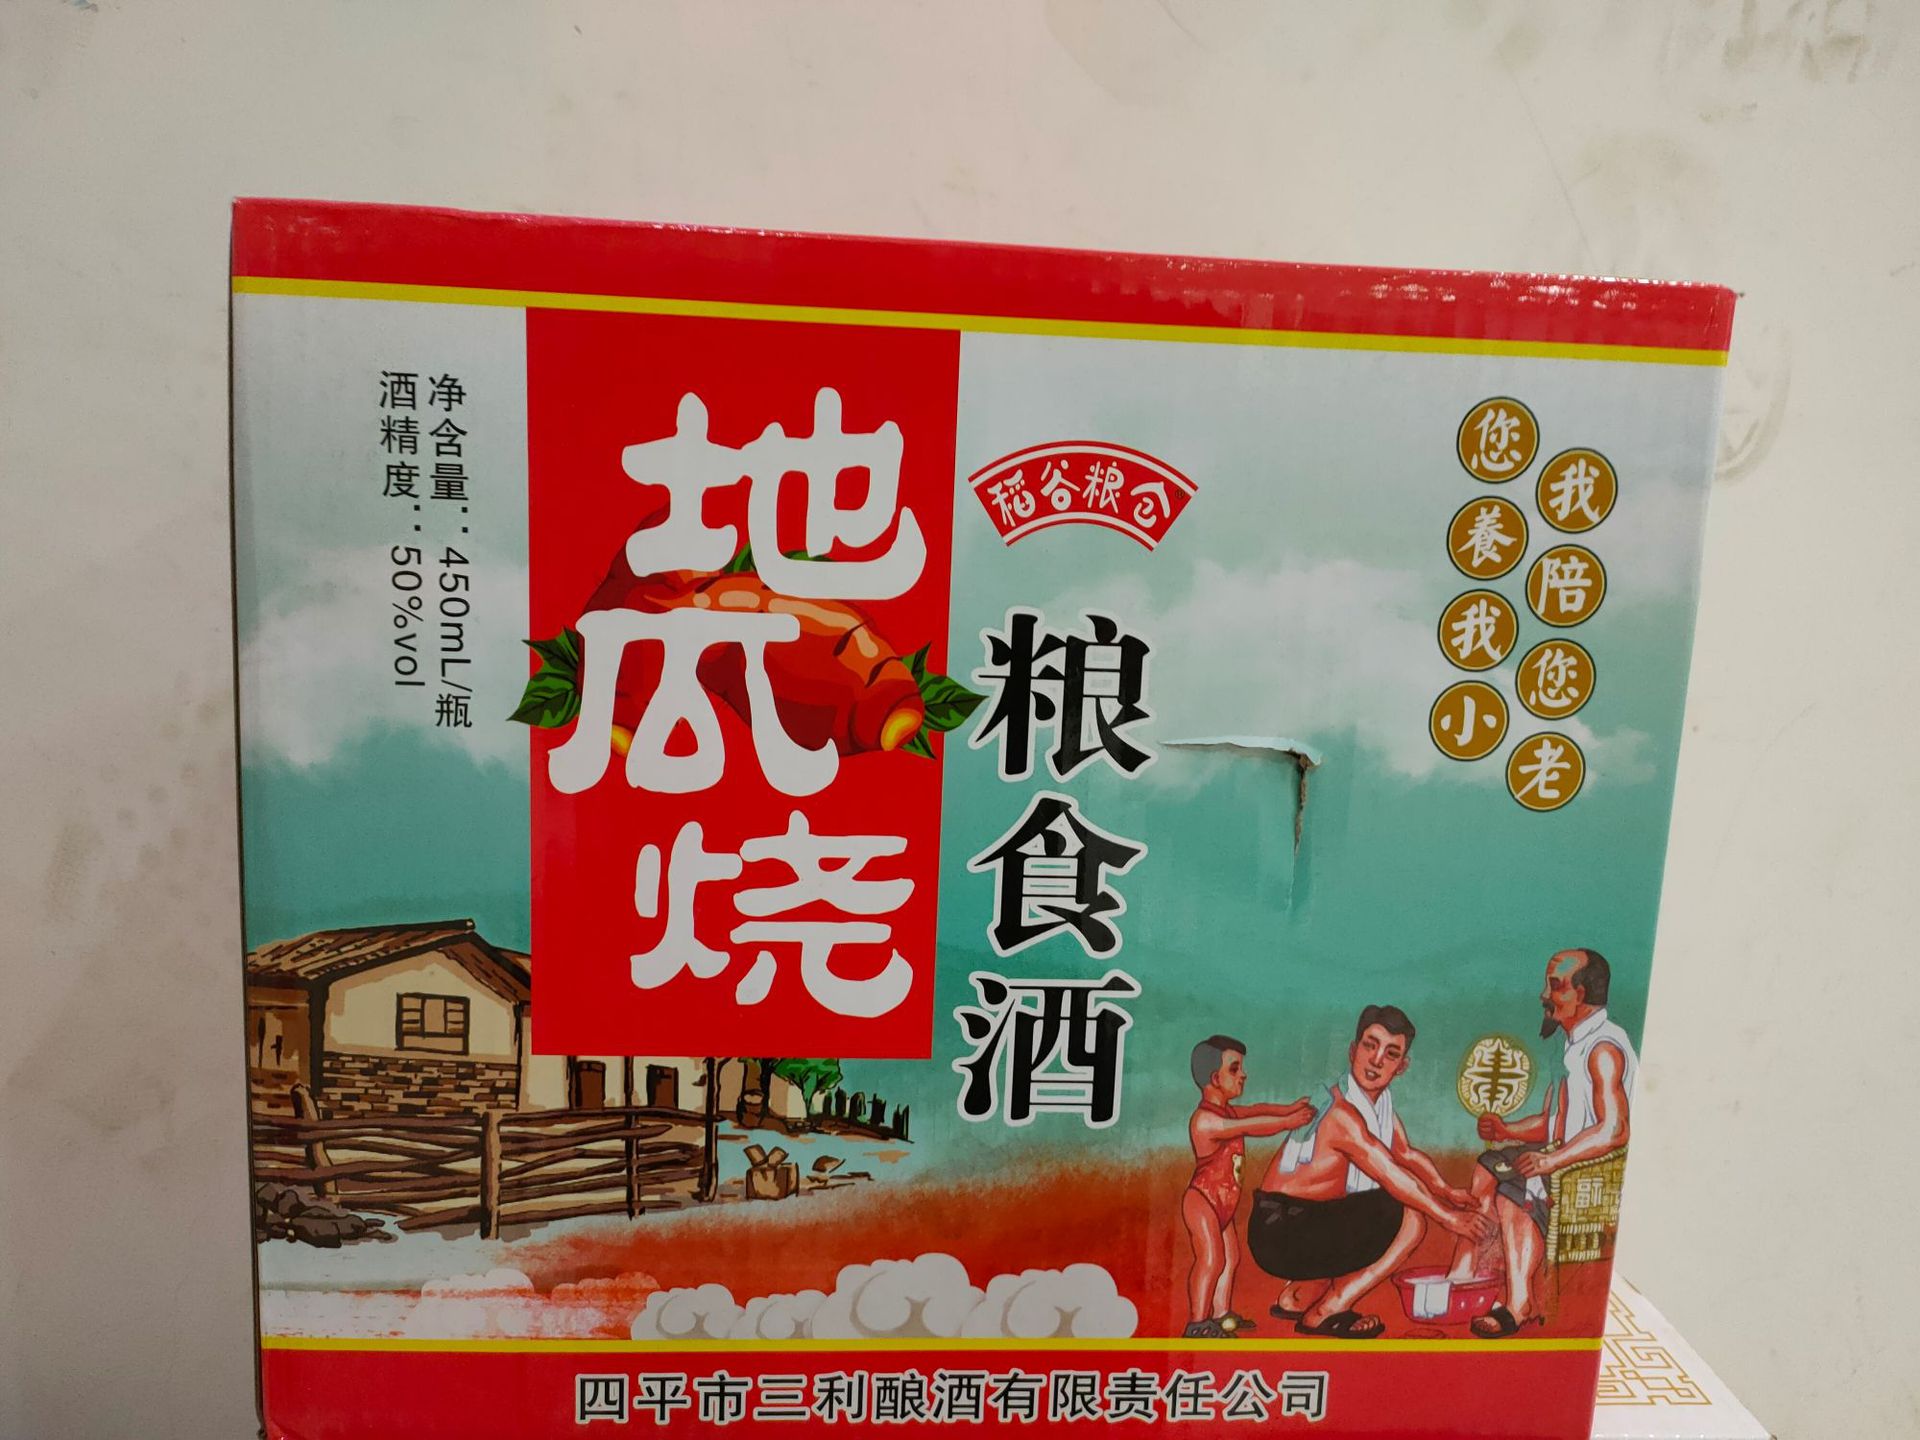 净含量：450mL/瓶
酒精度：50%vol
地瓜烧
稻谷粮仓®
粮食酒
您養我小
我陪您老
福
四平市三利酿酒有限责任公司